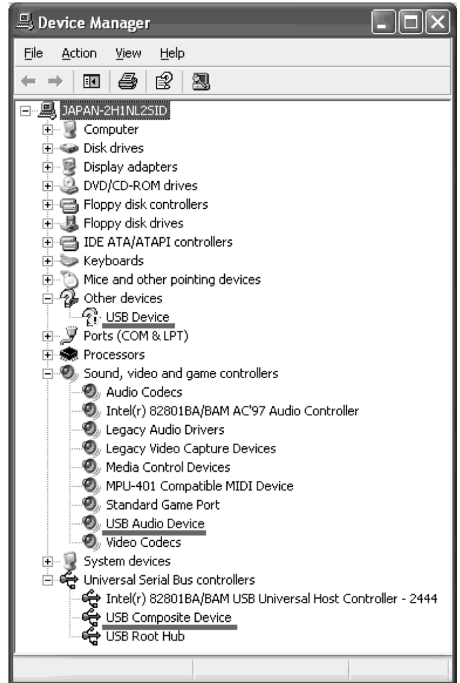 Device Manager
File Action View Help
JAPAN-2H1NL2SID
Computer
Disk drives
Display adapters
DVD/CD-ROM drives
Floppy disk controllers
Floppy disk drives
IDE ATA/ATAPI controllers
Keyboards
Mice and other pointing devices
Other devices
USB Device
Ports (COM & LPT)
Processors
Sound, video and game controllers
Audio Codecs
Intel(r) 82801BA/BAM AC'97 Audio Controller
Legacy Audio Drivers
Legacy Video Capture Devices
Media Control Devices
MPU-401 Compatible MIDI Device
Standard Game Port
USB Audio Device
Video Codecs
System devices
Universal Serial Bus controllers
Intel(r) 82801BA/BAM USB Universal Host Controller - 2444
USB Composite Device
USB Root Hub